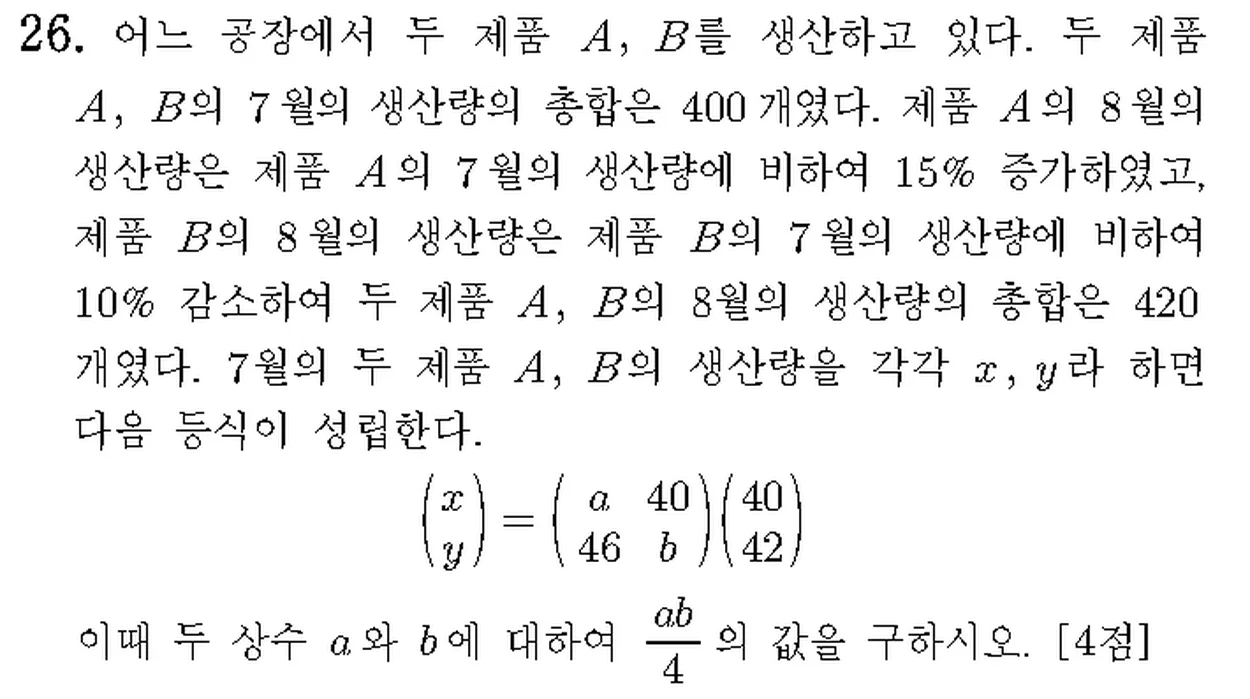 26. 어느 공장에서 두 제품 A, B를 생산하고 있다. 두 제품
A, B의 7월의 생산량의 총합은 400개였다. 제품 A의 8월의
생산량은 제품 A의 7월의 생산량에 비하여 15% 증가하였고,
제품 B의 8월의 생산량은 제품 B의 7월의 생산량에 비하여
10% 감소하여 두 제품 A, B의 8월의 생산량의 총합은 420
개였다. 7월의 두 제품 A, B의 생산량을 각각 x, y라 하면
다음 등식이 성립한다.
(x y) = (a 40 46 b)(40 42)
이때 두 상수 a와 b에 대하여 ab/4의 값을 구하시오. [4점]